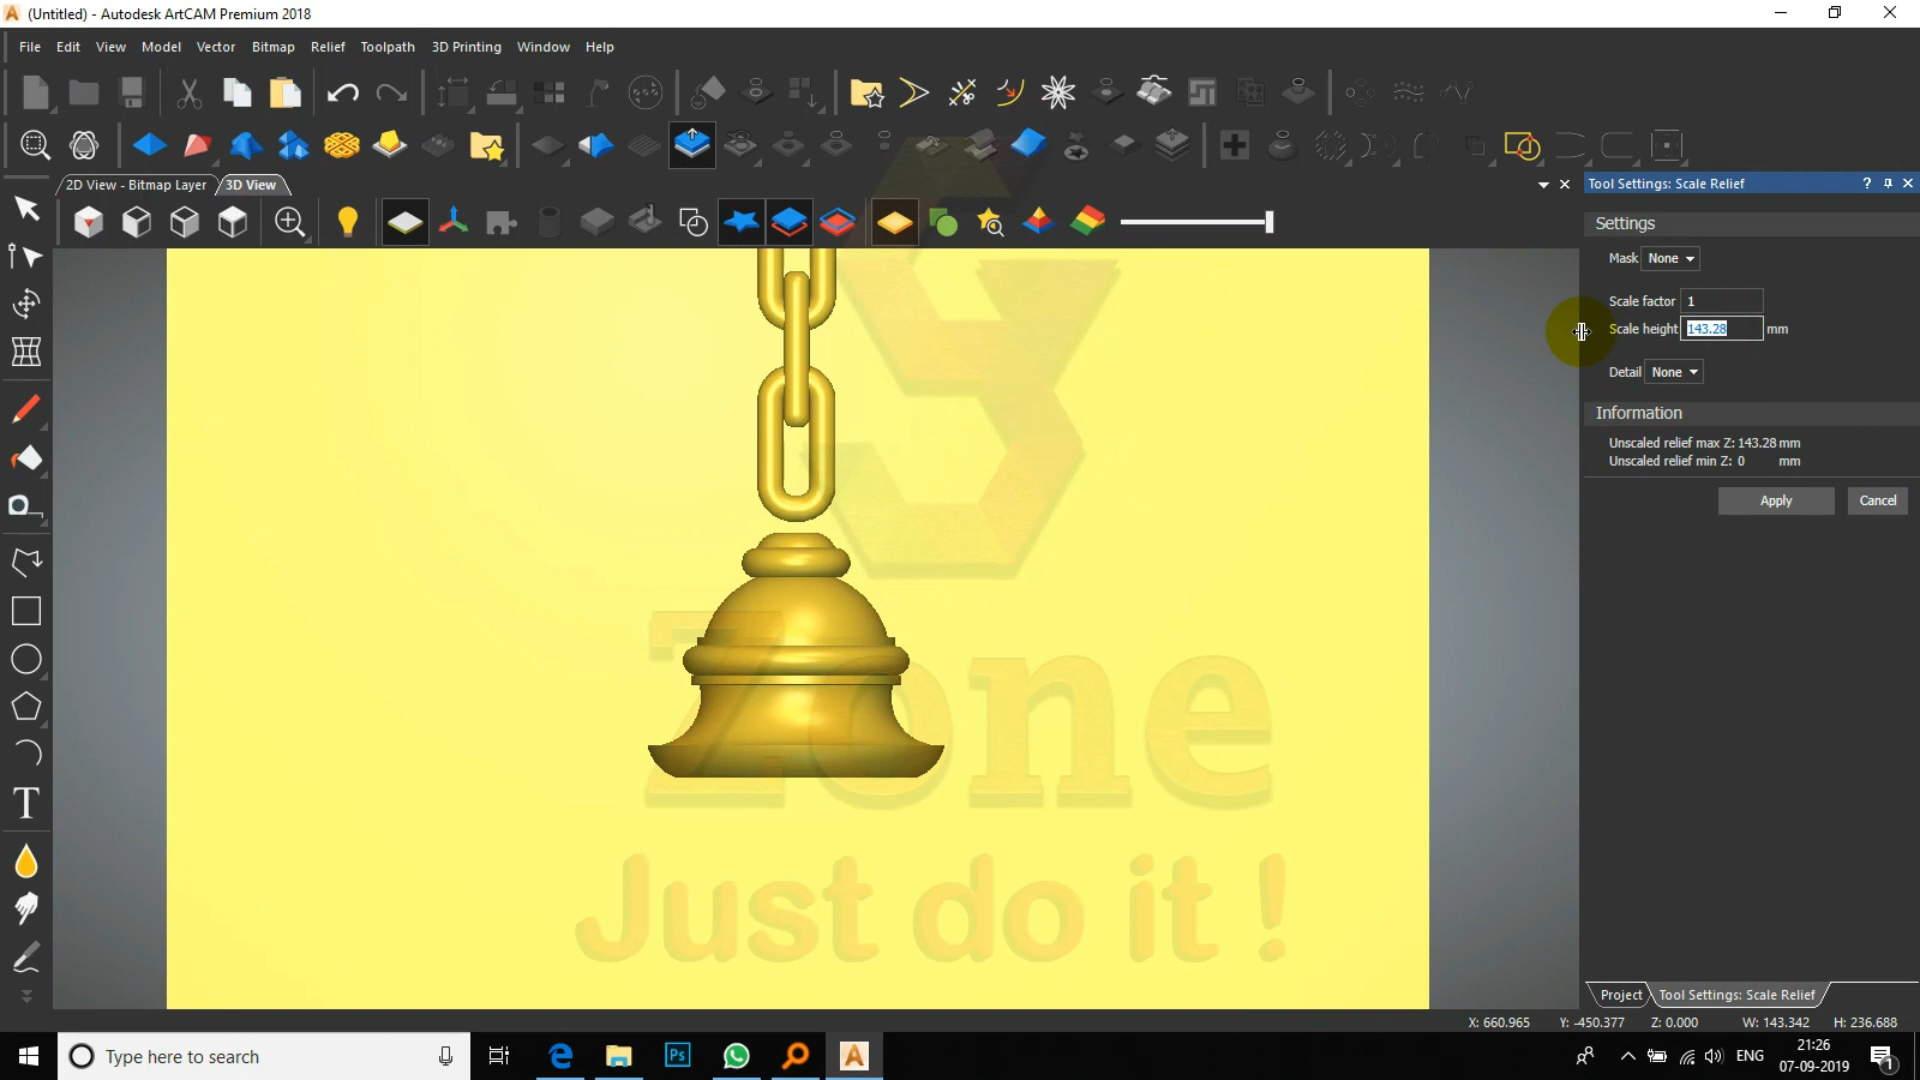 (Untitled) - Autodesk ArtCAM Premium 2018
File Edit View Model Vector Bitmap Relief Toolpath 3D Printing Window Help
2D View - Bitmap Layer 3D View
Tool Settings: Scale Relief
Settings
Mask None
Scale factor 1
Scale height 143.28 mm
Detail None
Information
Unscaled relief max Z: 143.28 mm
Unscaled relief min Z: 0 mm
Apply Cancel
Zone
Just do it !
Project Tool Settings: Scale Relief
X: 660.965 Y: -450.377 Z: 0.000 W: 143.342 H: 236.688
Type here to search
Ps
ENG
21:26
07-09-2019
1